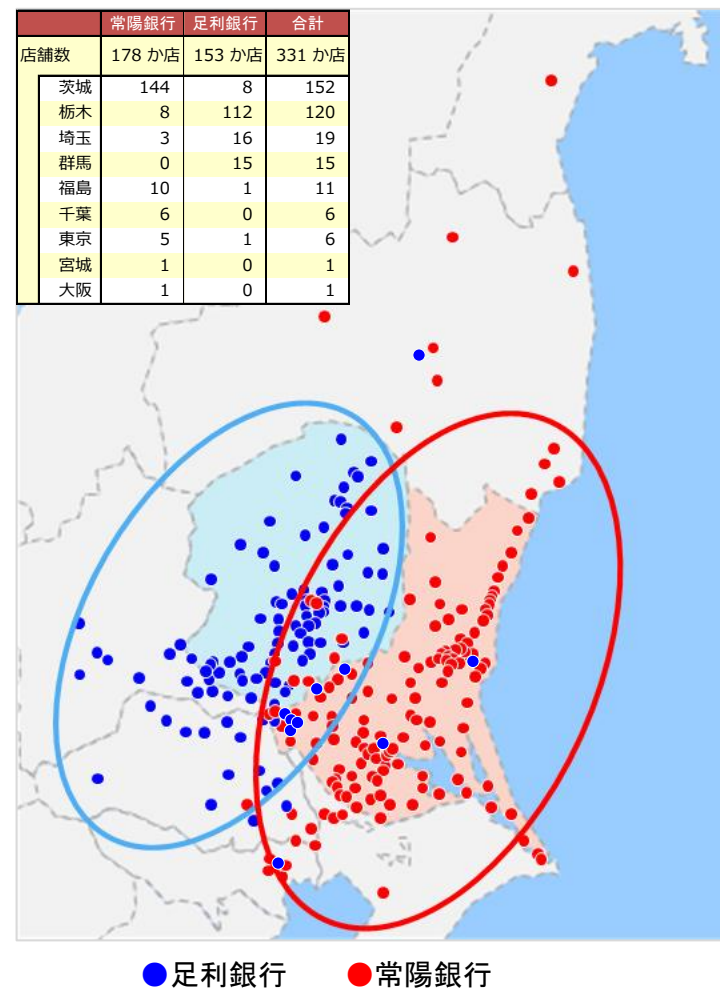 常陽銀行 足利銀行 合計
店舗数 178 か店 153 か店 331 か店
茨城 144 8 152
栃木 8 112 120
埼玉 3 16 19
群馬 0 15 15
福島 10 1 11
千葉 6 0 6
東京 5 1 6
宮城 1 0 1
大阪 1 0 1
足利銀行 常陽銀行